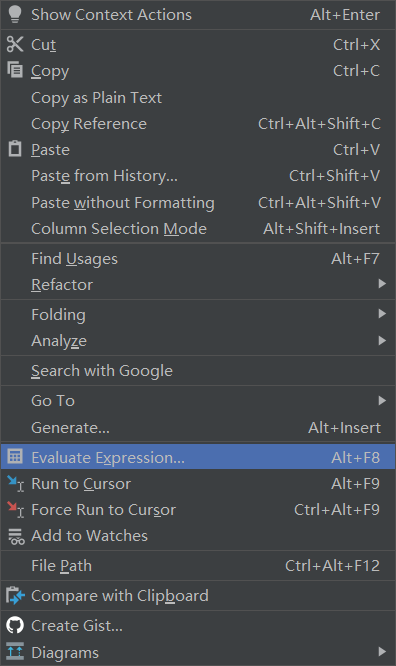 Show Context Actions Alt+Enter
Cut Ctrl+X
Copy Ctrl+C
Copy as Plain Text
Copy Reference Ctrl+Alt+Shift+C
Paste Ctrl+V
Paste from History... Ctrl+Shift+V
Paste without Formatting Ctrl+Alt+Shift+V
Column Selection Mode Alt+Shift+Insert
Find Usages Alt+F7
Refactor
Folding
Analyze
Search with Google
Go To
Generate... Alt+Insert
Evaluate Expression... Alt+F8
Run to Cursor Alt+F9
Force Run to Cursor Ctrl+Alt+F9
Add to Watches
File Path Ctrl+Alt+F12
Compare with Clipboard
Create Gist...
Diagrams